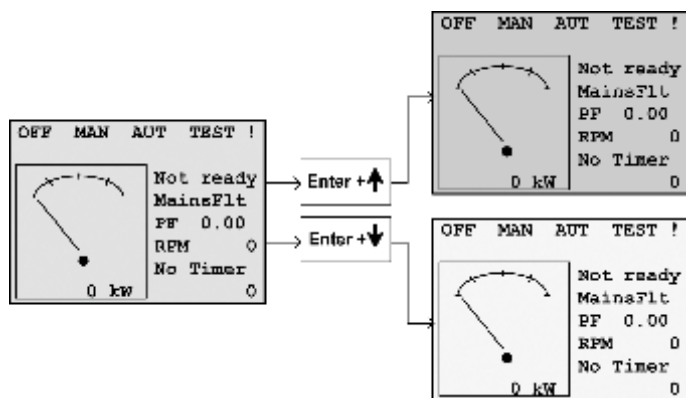 OFF MAN AUT TEST !
Not ready
MainsFlt
PF 0.00
RPM 0
No Timer
0 kW 0
Enter +
Enter +
OFF MAN AUT TEST !
Not ready
MainsFlt
PF 0.00
RPM 0
No Timer
0 kW 0
OFF MAN AUT TEST !
Not ready
MainsFlt
PF 0.00
RPM 0
No Timer
0 kW 0